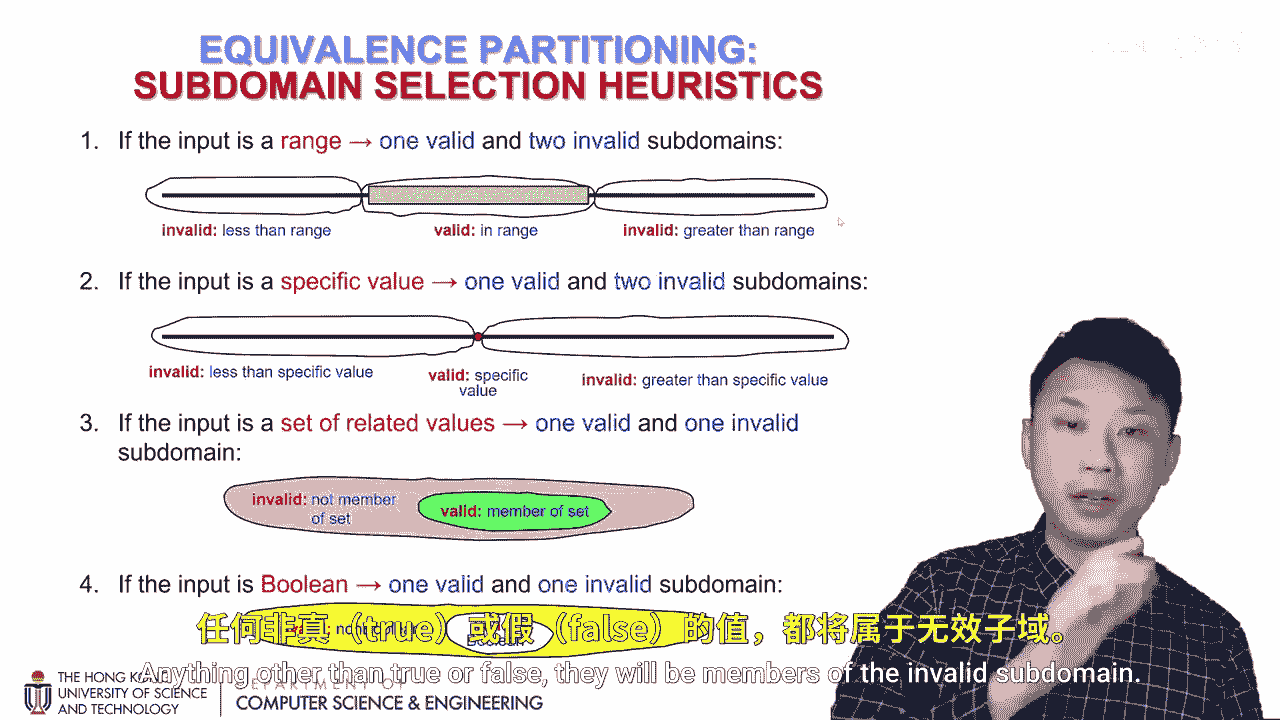 EQUIVALENCE PARTITIONING:
SUBDOMAIN SELECTION HEURISTICS
1. If the input is a range → one valid and two invalid subdomains:
invalid: less than range
valid: in range
invalid: greater than range
2. If the input is a specific value → one valid and two invalid subdomains:
invalid: less than specific value
valid: specific
value
invalid: greater than specific value
3. If the input is a set of related values → one valid and one invalid
subdomain:
invalid: not member
of set
valid: member of set
4. If the input is Boolean → one valid and one invalid subdomain:
任何非真（true）或假（false）的值，都将属于无效子域。
Anything other than true or false, they will be members of the invalid subdomain.
THE HONG KONG
UNIVERSITY OF SCIENCE
AND TECHNOLOGY
DEPARTMENT OF
COMPUTER SCIENCE & ENGINEERING